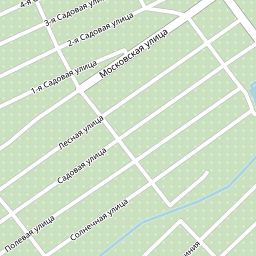 4-я С
3-я Садовая улица
2-я Садовая улица
Московская улица
1-я Садовая улица
Лесная улица
Садовая улица
Солнечная улица
Полевая улица